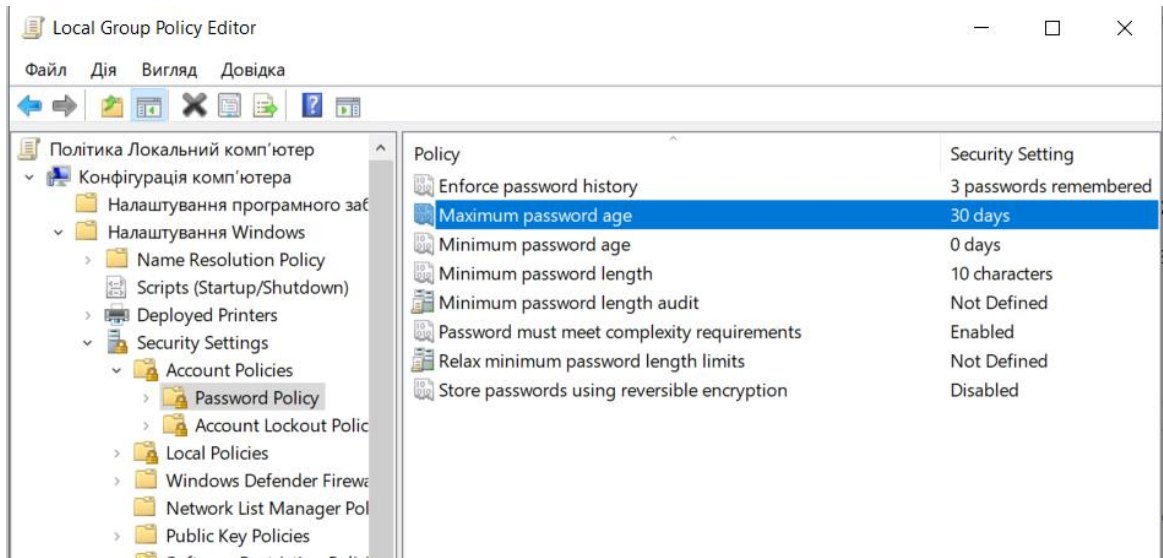 Local Group Policy Editor
Файл Дія Вигляд Довідка
Політика Локальний комп'ютер
Конфігурація комп'ютера
Налаштування програмного заб
Налаштування Windows
Name Resolution Policy
Scripts (Startup/Shutdown)
Deployed Printers
Security Settings
Account Policies
Password Policy
Account Lockout Polic
Local Policies
Windows Defender Firewa
Network List Manager Pol
Public Key Policies
Policy Security Setting
Enforce password history 3 passwords remembered
Maximum password age 30 days
Minimum password age 0 days
Minimum password length 10 characters
Minimum password length audit Not Defined
Password must meet complexity requirements Enabled
Relax minimum password length limits Not Defined
Store passwords using reversible encryption Disabled